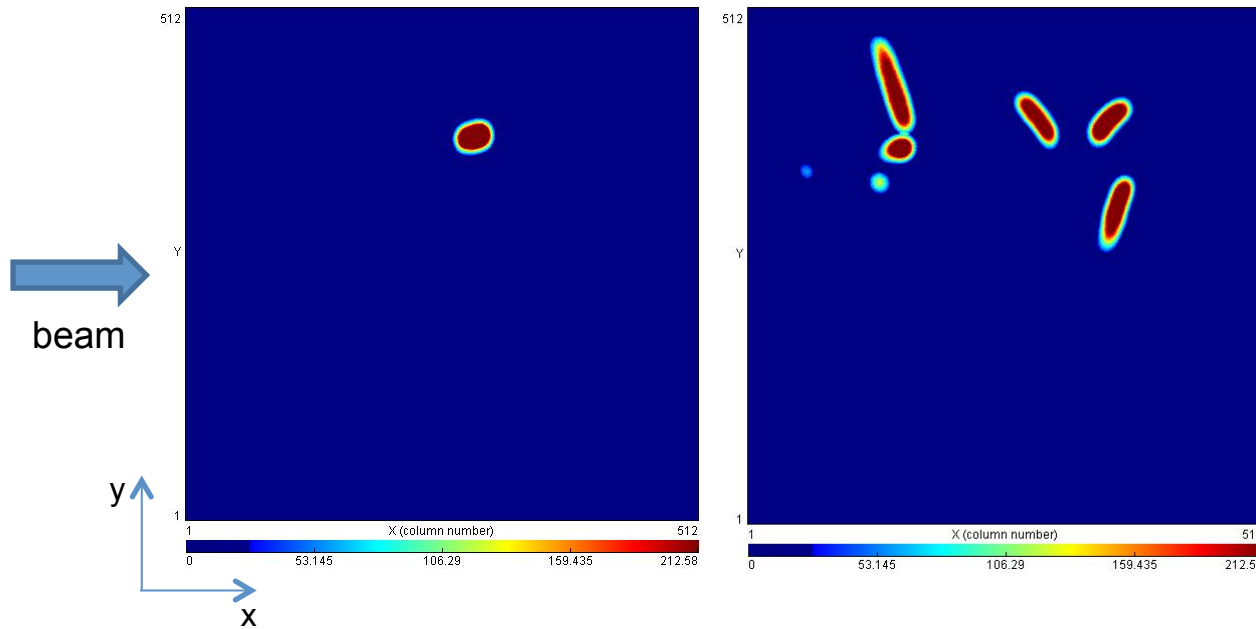 512
Y
1
1 X (column number) 512
0 53.145 106.29 159.435 212.58
512
Y
1
1 X (column number) 51
0 53.145 106.29 159.435 212.5
beam
y
x